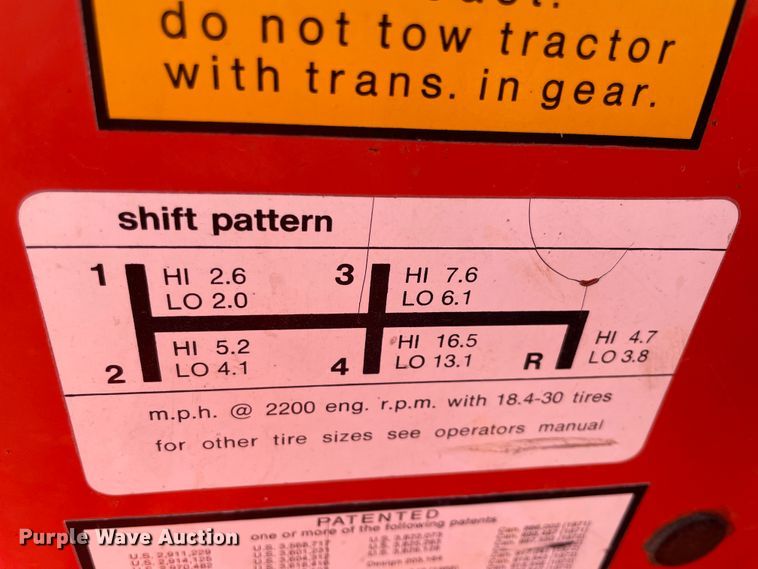 do not tow tractor
with trans. in gear.
shift pattern
1 HI 2.6 3 HI 7.6
LO 2.0 LO 6.1
HI 5.2 HI 16.5 HI 4.7
2 LO 4.1 4 LO 13.1 R LO 3.8
m.p.h. @ 2200 eng. r.p.m. with 18.4-30 tires
for other tire sizes see operators manual
PATENTED
one or more of the following patents
Purple Wave Auction